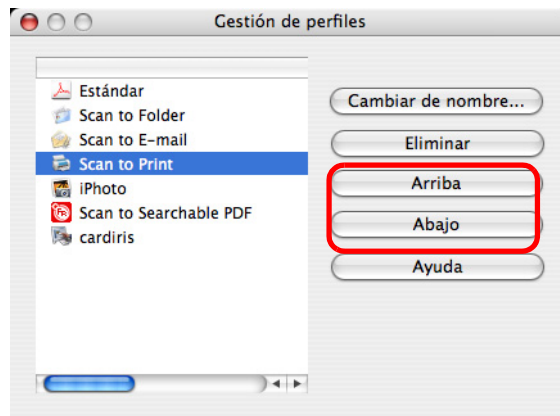 Gestión de perfiles
Estándar
Scan to Folder
Scan to E-mail
Scan to Print
iPhoto
Scan to Searchable PDF
cardiris
Cambiar de nombre...
Eliminar
Arriba
Abajo
Ayuda